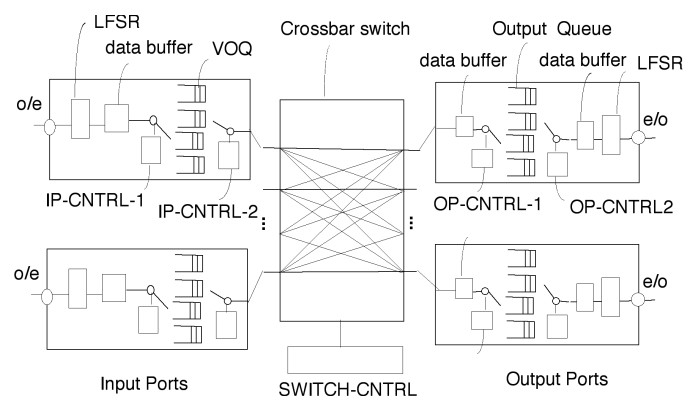 LFSR
data buffer
VOQ
Crossbar switch
Output Queue
data buffer
data buffer
LFSR
o/e
e/o
IP-CNTRL-1
IP-CNTRL-2
OP-CNTRL-1
OP-CNTRL2
o/e
e/o
Input Ports
SWITCH-CNTRL
Output Ports